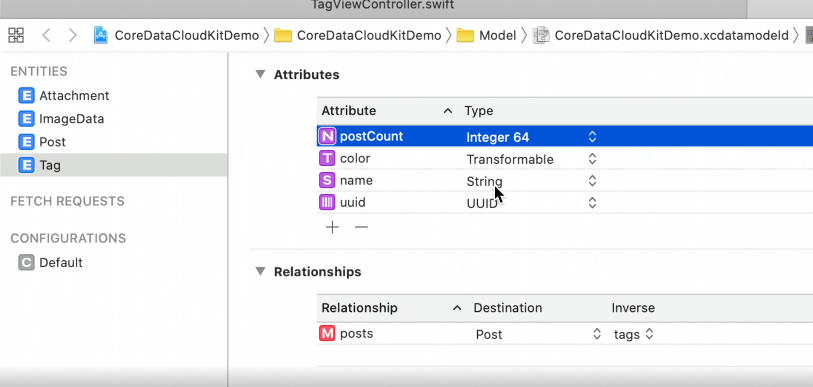 TagViewController.swift
CoreDataCloudKitDemo CoreDataCloudKitDemo Model CoreDataCloudKitDemo.xcdatamodeld
ENTITIES
E Attachment
E ImageData
E Post
E Tag
FETCH REQUESTS
CONFIGURATIONS
C Default
Attributes
Attribute Type
N postCount Integer 64
T color Transformable
S name String
uuid UUID
Relationships
Relationship Destination Inverse
M posts Post tags